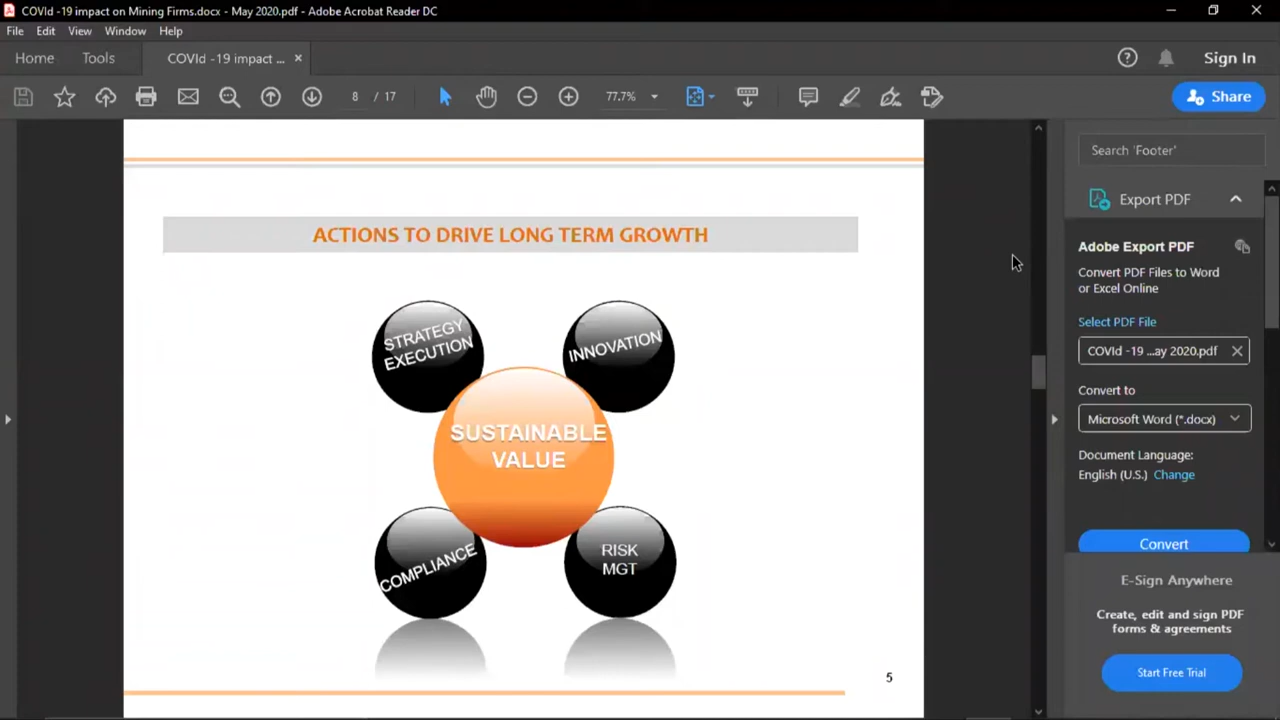 COVId -19 impact on Mining Firms.docx - May 2020.pdf - Adobe Acrobat Reader DC
File Edit View Window Help
Home Tools COVId -19 impact ... ×
Sign In
8 / 17
77.7%
Share
ACTIONS TO DRIVE LONG TERM GROWTH
STRATEGY
EXECUTION
INNOVATION
SUSTAINABLE
VALUE
COMPLIANCE
RISK
MGT
5
Search 'Footer'
Export PDF
Adobe Export PDF
Convert PDF Files to Word
or Excel Online
Select PDF File
COVId -19 ...ay 2020.pdf
Convert to
Microsoft Word (*.docx)
Document Language:
English (U.S.) Change
Convert
E-Sign Anywhere
Create, edit and sign PDF
forms & agreements
Start Free Trial